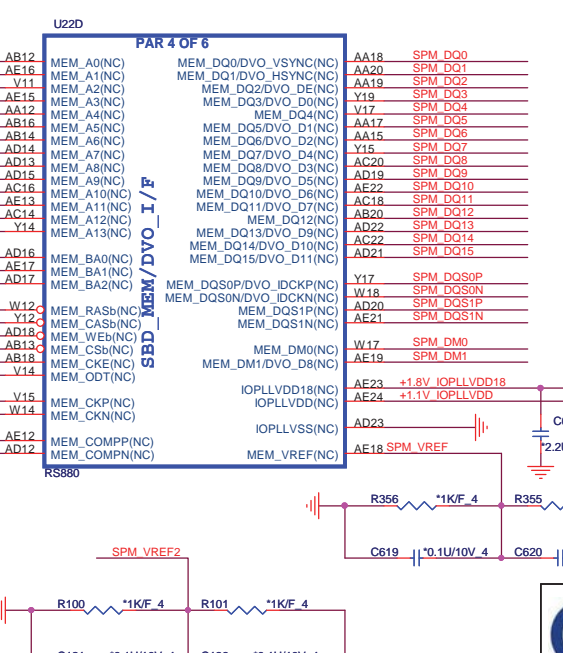 U22D
PAR 4 OF 6
AB12 MEM_A0(NC) MEM_DQ0/DVO_VSYNC(NC) AA18 SPM_DQ0
AE16 MEM_A1(NC) MEM_DQ1/DVO_HSYNC(NC) AA20 SPM_DQ1
V11 MEM_A2(NC) MEM_DQ2/DVO_DE(NC) AA19 SPM_DQ2
AE15 MEM_A3(NC) MEM_DQ3/DVO_D0(NC) Y19 SPM_DQ3
AA12 MEM_A4(NC) MEM_DQ4(NC) V17 SPM_DQ4
AB16 MEM_A5(NC) MEM_DQ5/DVO_D1(NC) AA17 SPM_DQ5
AB14 MEM_A6(NC) MEM_DQ6/DVO_D2(NC) AA15 SPM_DQ6
AD14 MEM_A7(NC) MEM_DQ7/DVO_D4(NC) Y15 SPM_DQ7
AD13 MEM_A8(NC) MEM_DQ8/DVO_D3(NC) AC20 SPM_DQ8
AD15 MEM_A9(NC) MEM_DQ9/DVO_D5(NC) AD19 SPM_DQ9
AC16 MEM_A10(NC) MEM_DQ10/DVO_D6(NC) AE22 SPM_DQ10
AE13 MEM_A11(NC) MEM_DQ11/DVO_D7(NC) AC18 SPM_DQ11
AC14 MEM_A12(NC) MEM_DQ12(NC) AB20 SPM_DQ12
Y14 MEM_A13(NC) MEM_DQ13/DVO_D9(NC) AD22 SPM_DQ13
MEM_DQ14/DVO_D10(NC) AC22 SPM_DQ14
AD16 MEM_BA0(NC) MEM_DQ15/DVO_D11(NC) AD21 SPM_DQ15
AE17 MEM_BA1(NC)
AD17 MEM_BA2(NC) MEM_DQS0P/DVO_IDCKP(NC) Y17 SPM_DQS0P
MEM_DQS0N/DVO_IDCKN(NC) W18 SPM_DQS0N
W12 MEM_RASb(NC) MEM_DQS1P(NC) AD20 SPM_DQS1P
Y12 MEM_CASb(NC) MEM_DQS1N(NC) AE21 SPM_DQS1N
AD18 MEM_WEb(NC)
AB13 MEM_CSb(NC) MEM_DM0(NC) W17 SPM_DM0
AB18 MEM_CKE(NC) MEM_DM1/DVO_D8(NC) AE19 SPM_DM1
V14 MEM_ODT(NC)
SBD_MEM/DVO_I/F
IOPLLVDD18(NC) AE23 +1.8V_IOPLLVDD18
V15 MEM_CKP(NC) IOPLLVDD(NC) AE24 +1.1V_IOPLLVDD
W14 MEM_CKN(NC)
IOPLLVSS(NC) AD23
AE12 MEM_COMPP(NC)
AD12 MEM_COMPN(NC) MEM_VREF(NC) AE18 SPM_VREF
RS880
R356 *1K/F_4 R355
C619 *0.1U/10V_4 C620
SPM_VREF2
R100 *1K/F_4 R101 *1K/F_4